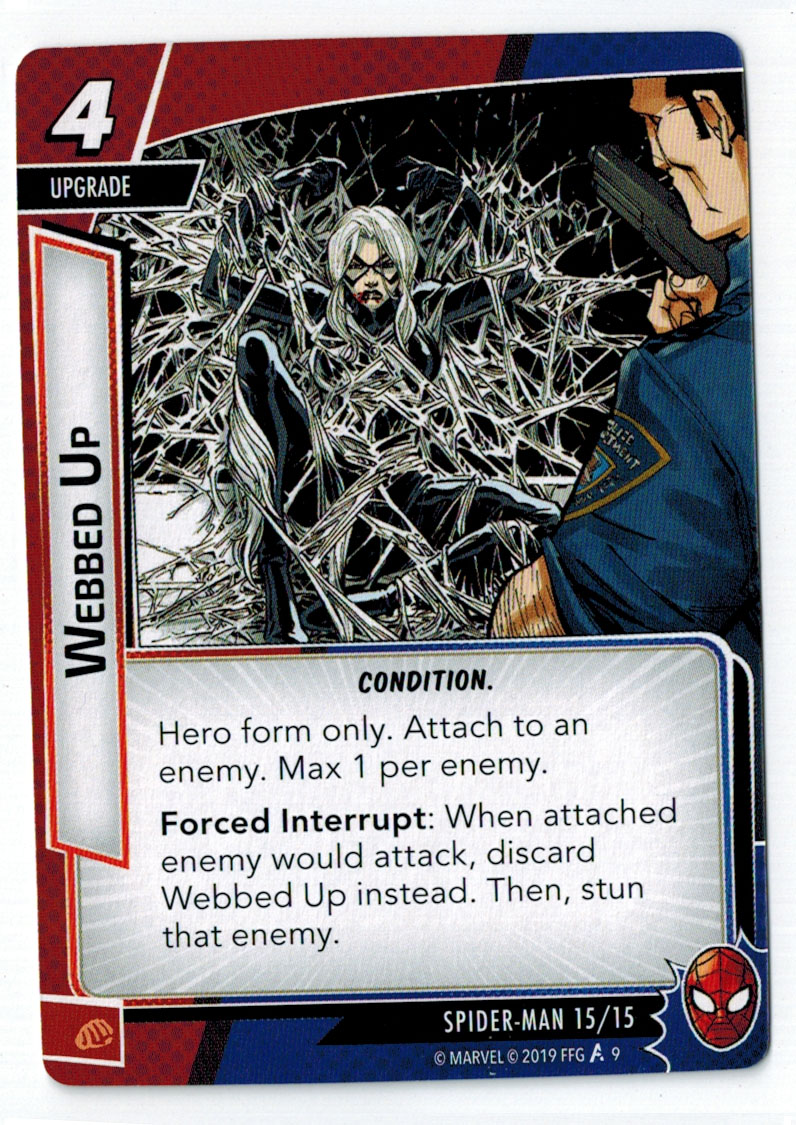 4
UPGRADE
WEBBED UP
CONDITION.
Hero form only. Attach to an
enemy. Max 1 per enemy.
Forced Interrupt: When attached
enemy would attack, discard
Webbed Up instead. Then, stun
that enemy.
SPIDER-MAN 15/15
© MARVEL © 2019 FFG 9